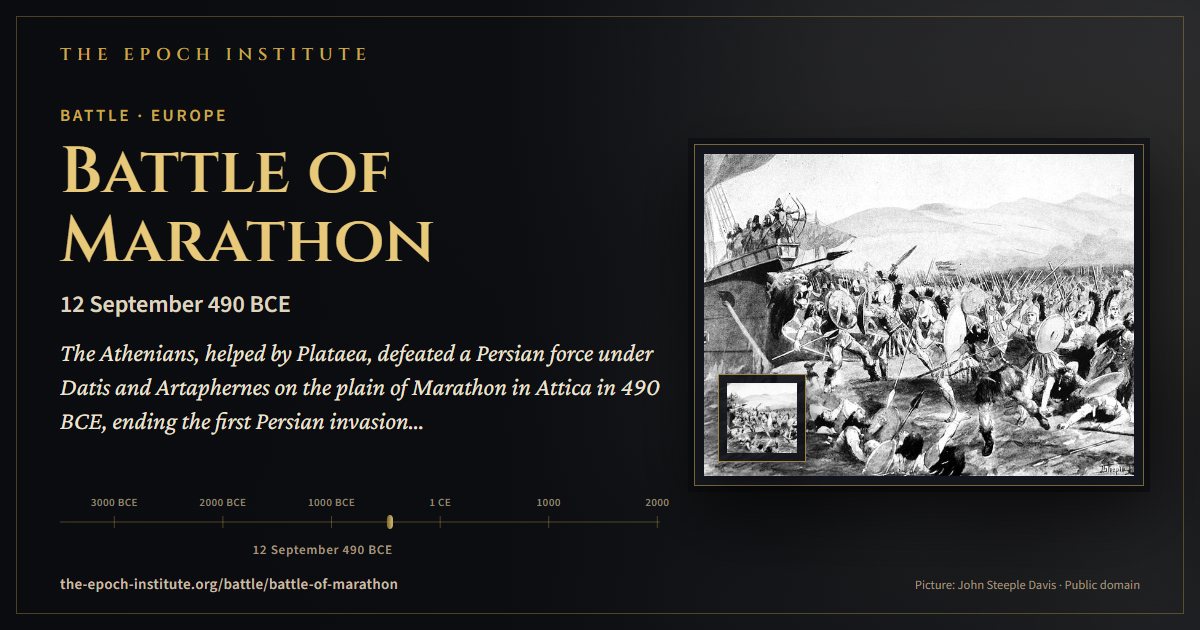 THE EPOCH INSTITUTE
BATTLE · EUROPE
BATTLE OF
MARATHON
12 September 490 BCE
The Athenians, helped by Plataea, defeated a Persian force under
Datis and Artaphernes on the plain of Marathon in Attica in 490
BCE, ending the first Persian invasion...
3000 BCE 2000 BCE 1000 BCE 1 CE 1000 2000
12 September 490 BCE
the-epoch-institute.org/battle/battle-of-marathon
Picture: John Steeple Davis · Public domain